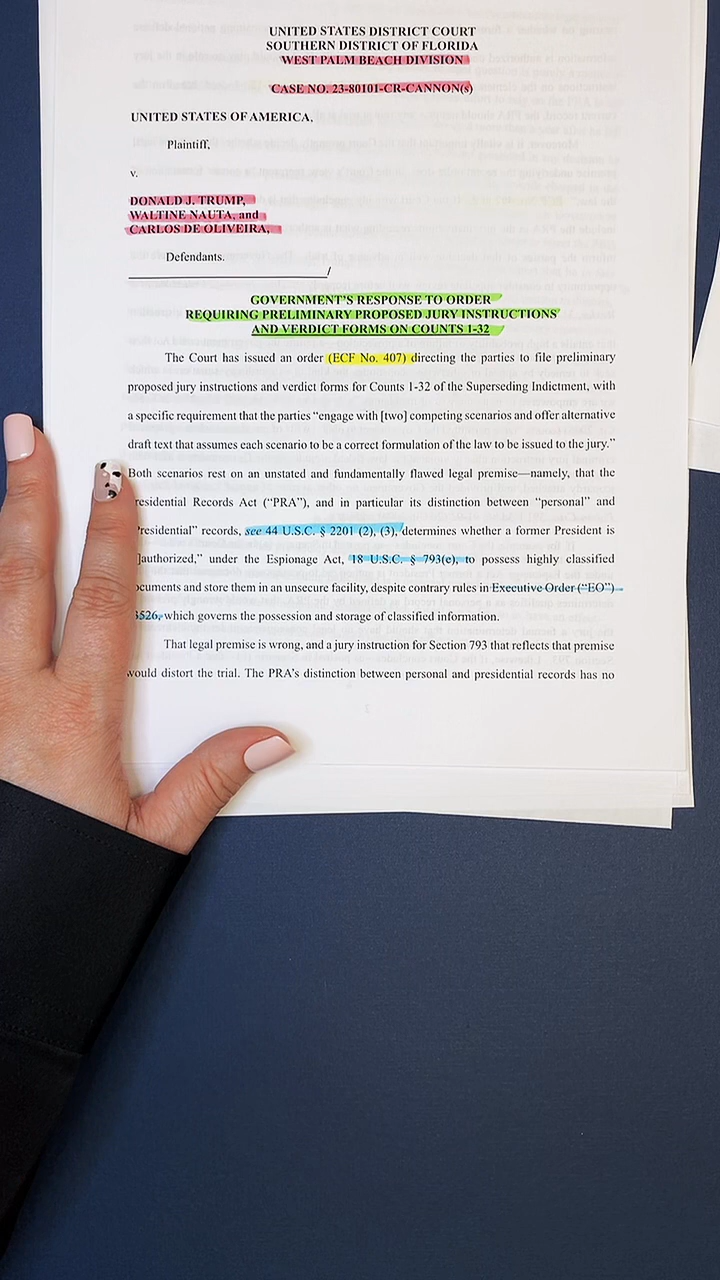 UNITED STATES DISTRICT COURT
SOUTHERN DISTRICT OF FLORIDA
WEST PALM BEACH DIVISION
CASE NO. 23-80101-CR-CANNON(s)
UNITED STATES OF AMERICA,
Plaintiff,
v.
DONALD J. TRUMP,
WALTINE NAUTA, and
CARLOS DE OLIVEIRA,
Defendants.
/
GOVERNMENT'S RESPONSE TO ORDER
REQUIRING PRELIMINARY PROPOSED JURY INSTRUCTIONS
AND VERDICT FORMS ON COUNTS 1-32
The Court has issued an order (ECF No. 407) directing the parties to file preliminary
proposed jury instructions and verdict forms for Counts 1-32 of the Superseding Indictment, with
a specific requirement that the parties “engage with [two] competing scenarios and offer alternative
draft text that assumes each scenario to be a correct formulation of the law to be issued to the jury.”
Both scenarios rest on an unstated and fundamentally flawed legal premise—namely, that the
residential Records Act (“PRA”), and in particular its distinction between “personal” and
residential” records, see 44 U.S.C. § 2201 (2), (3), determines whether a former President is
]authorized,” under the Espionage Act, 18 U.S.C. § 793(e), to possess highly classified
ocuments and store them in an unsecure facility, despite contrary rules in Executive Order (“EO”)
3526, which governs the possession and storage of classified information.
That legal premise is wrong, and a jury instruction for Section 793 that reflects that premise
would distort the trial. The PRA's distinction between personal and presidential records has no